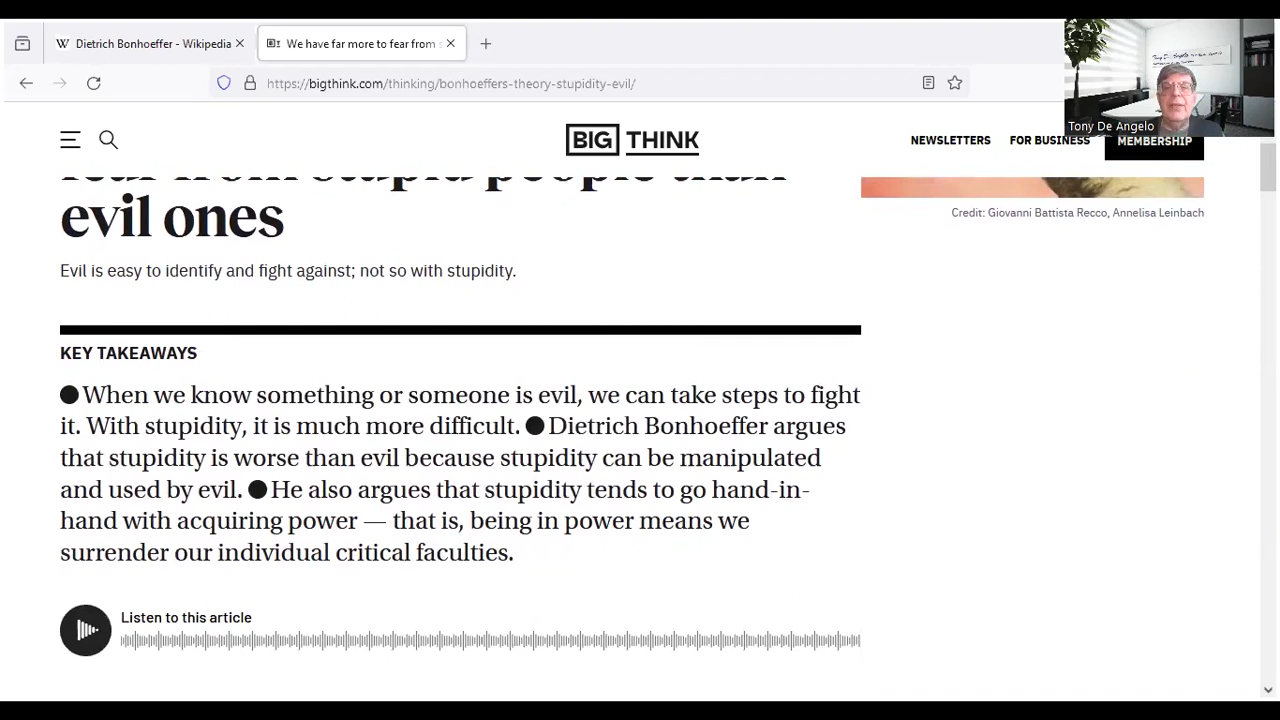 Dietrich Bonhoeffer - Wikipedia
We have far more to fear from
https://bigthink.com/thinking/bonhoeffers-theory-stupidity-evil/
Tony De Angelo
BIG THINK
NEWSLETTERS
FOR BUSINESS
MEMBERSHIP
fear from stupid people than
evil ones
Credit: Giovanni Battista Recco, Annelisa Leinbach
Evil is easy to identify and fight against; not so with stupidity.
KEY TAKEAWAYS
● When we know something or someone is evil, we can take steps to fight
it. With stupidity, it is much more difficult. ● Dietrich Bonhoeffer argues
that stupidity is worse than evil because stupidity can be manipulated
and used by evil. ● He also argues that stupidity tends to go hand-in-
hand with acquiring power — that is, being in power means we
surrender our individual critical faculties.
Listen to this article